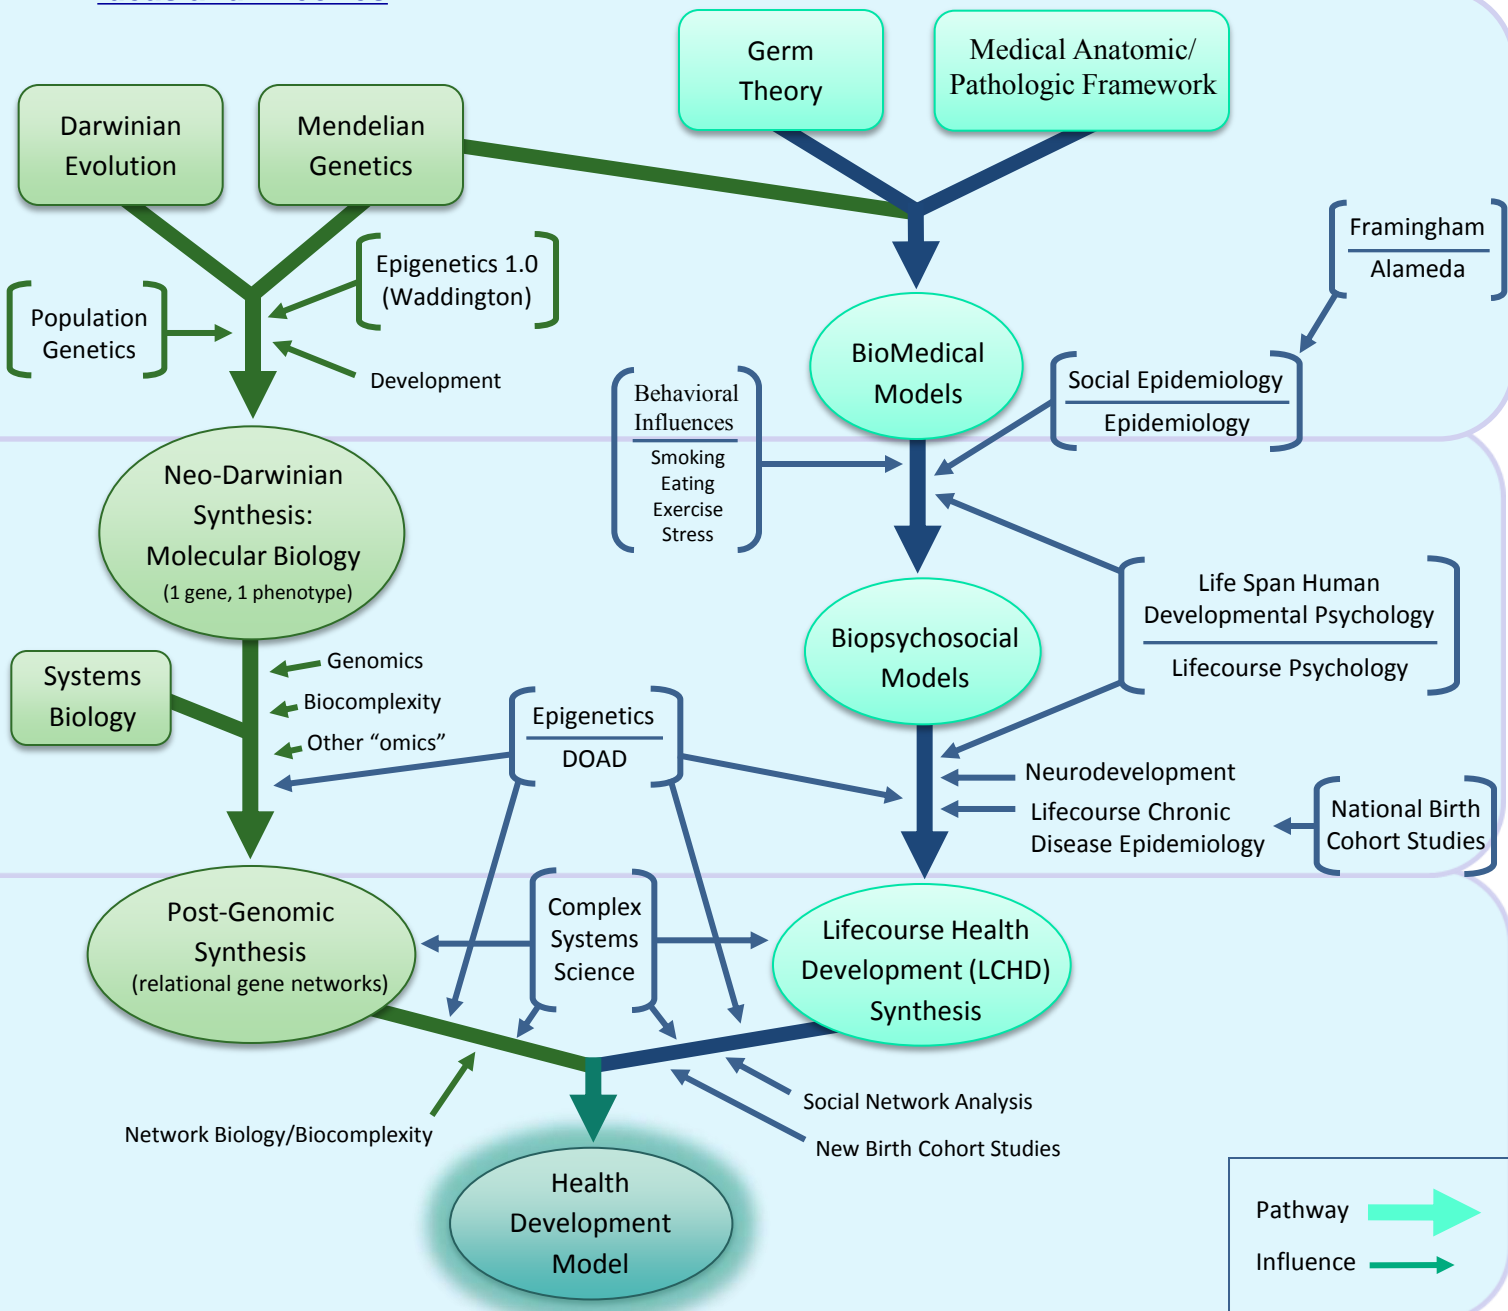 Germ
Theory
Medical Anatomic/
Pathologic Framework
Darwinian
Evolution
Mendelian
Genetics
Framingham
Alameda
Epigenetics 1.0
(Waddington)
Population
Genetics
Development
BioMedical
Models
Social Epidemiology
Epidemiology
Behavioral
Influences
Smoking
Eating
Exercise
Stress
Neo-Darwinian
Synthesis:
Molecular Biology
(1 gene, 1 phenotype)
Life Span Human
Developmental Psychology
Lifecourse Psychology
Biopsychosocial
Models
Systems
Biology
Genomics
Biocomplexity
Other “omics”
Epigenetics
DOAD
Neurodevelopment
Lifecourse Chronic
Disease Epidemiology
National Birth
Cohort Studies
Post-Genomic
Synthesis
(relational gene networks)
Complex
Systems
Science
Lifecourse Health
Development (LCHD)
Synthesis
Network Biology/Biocomplexity
Social Network Analysis
New Birth Cohort Studies
Health
Development
Model
Pathway
Influence